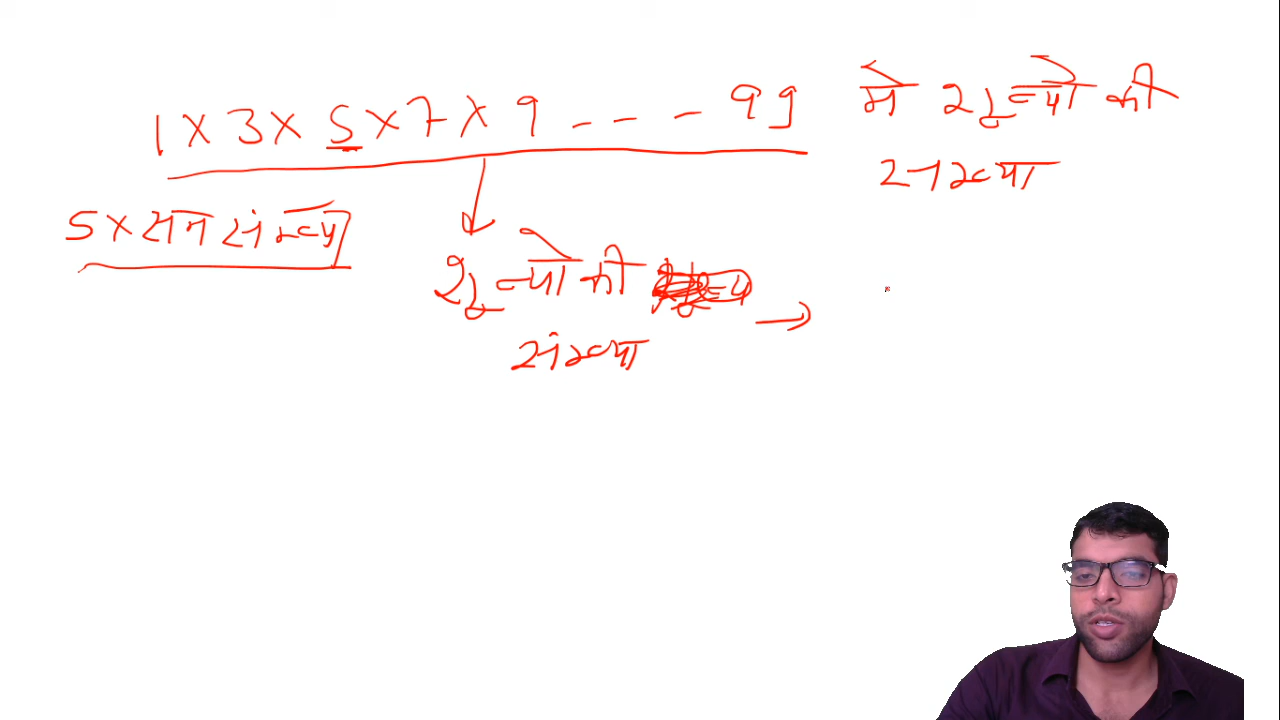 1 × 3 × 5 × 7 × 9 - - - - 99 में शून्यो की
संख्या
5 × सम संख्या
शून्यो की
संख्या →